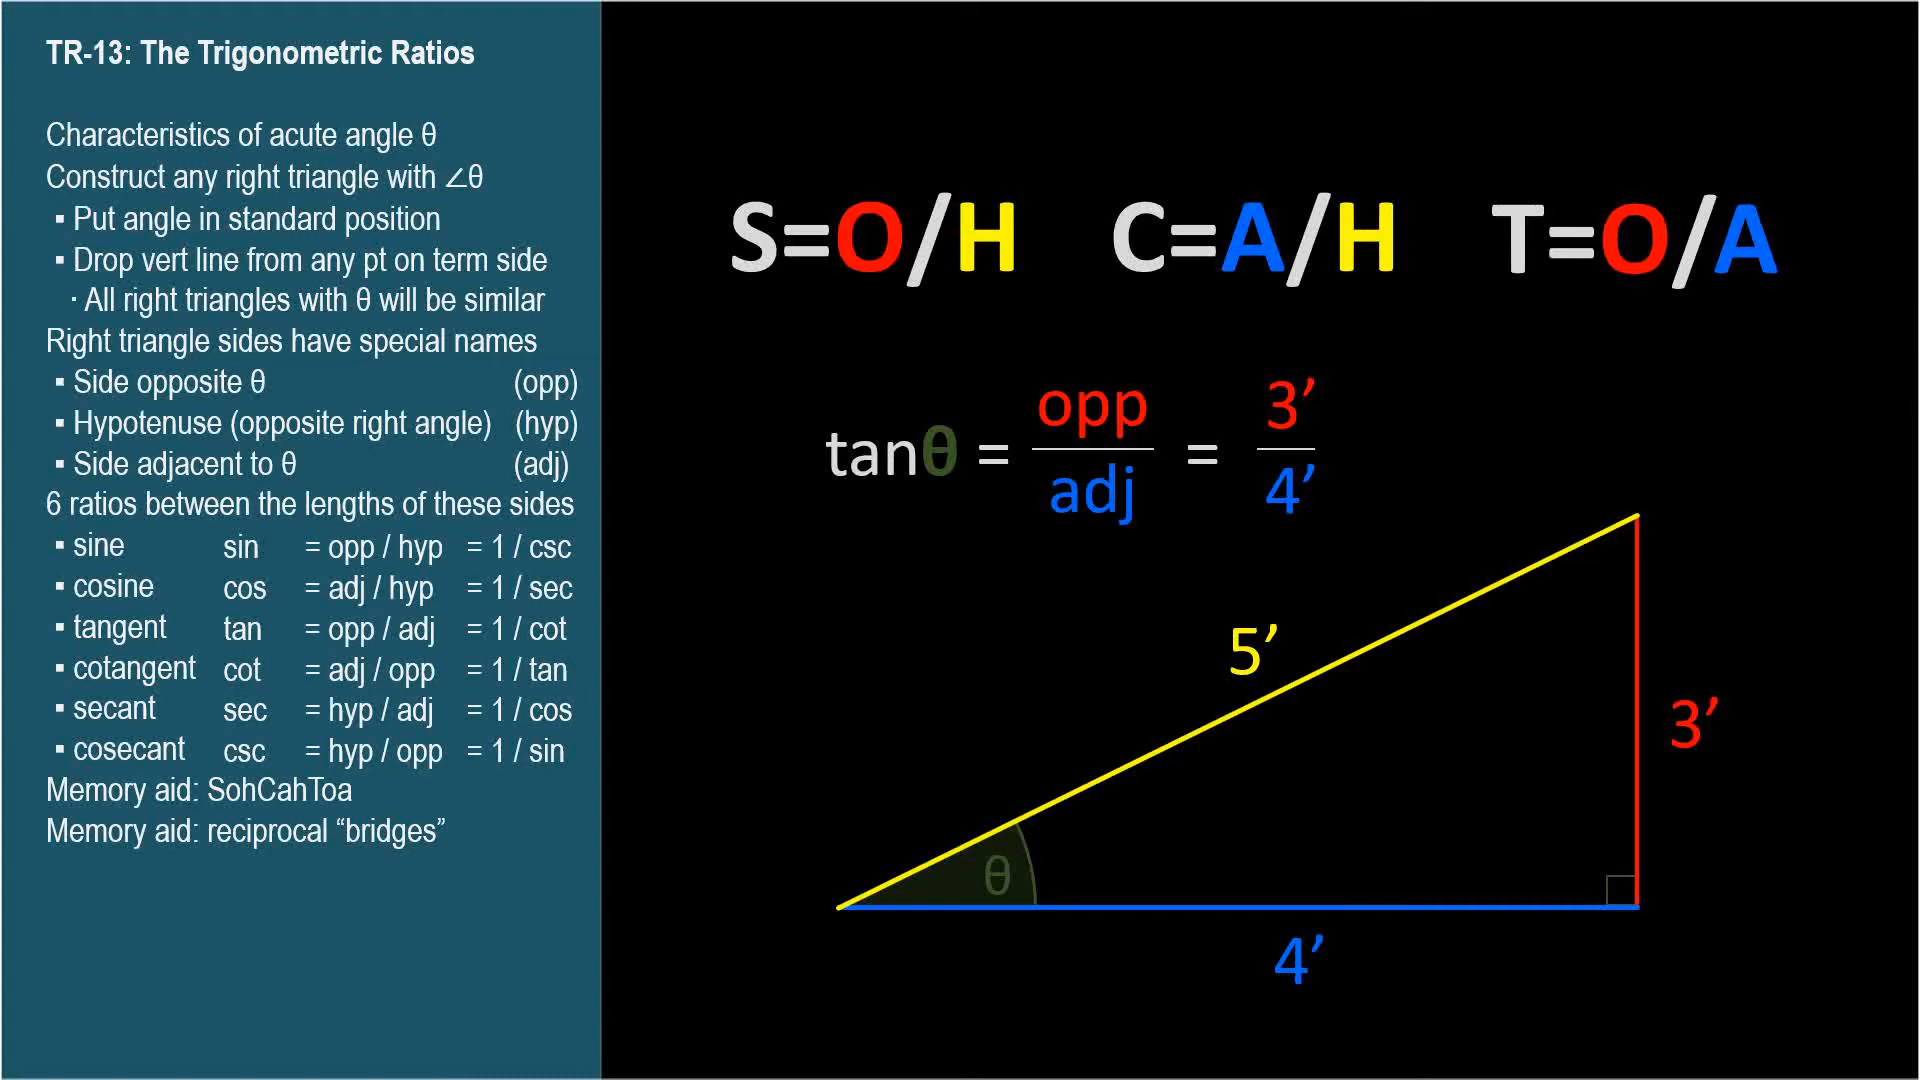 TR-13: The Trigonometric Ratios
Characteristics of acute angle θ
Construct any right triangle with ∠θ
▪ Put angle in standard position
▪ Drop vert line from any pt on term side
· All right triangles with θ will be similar
Right triangle sides have special names
▪ Side opposite θ (opp)
▪ Hypotenuse (opposite right angle) (hyp)
▪ Side adjacent to θ (adj)
6 ratios between the lengths of these sides
▪ sine sin = opp / hyp = 1 / csc
▪ cosine cos = adj / hyp = 1 / sec
▪ tangent tan = opp / adj = 1 / cot
▪ cotangent cot = adj / opp = 1 / tan
▪ secant sec = hyp / adj = 1 / cos
▪ cosecant csc = hyp / opp = 1 / sin
Memory aid: SohCahToa
Memory aid: reciprocal “bridges”
S=O/H C=A/H T=O/A
tanθ = opp/adj = 3’/4’
5’
3’
θ
4’